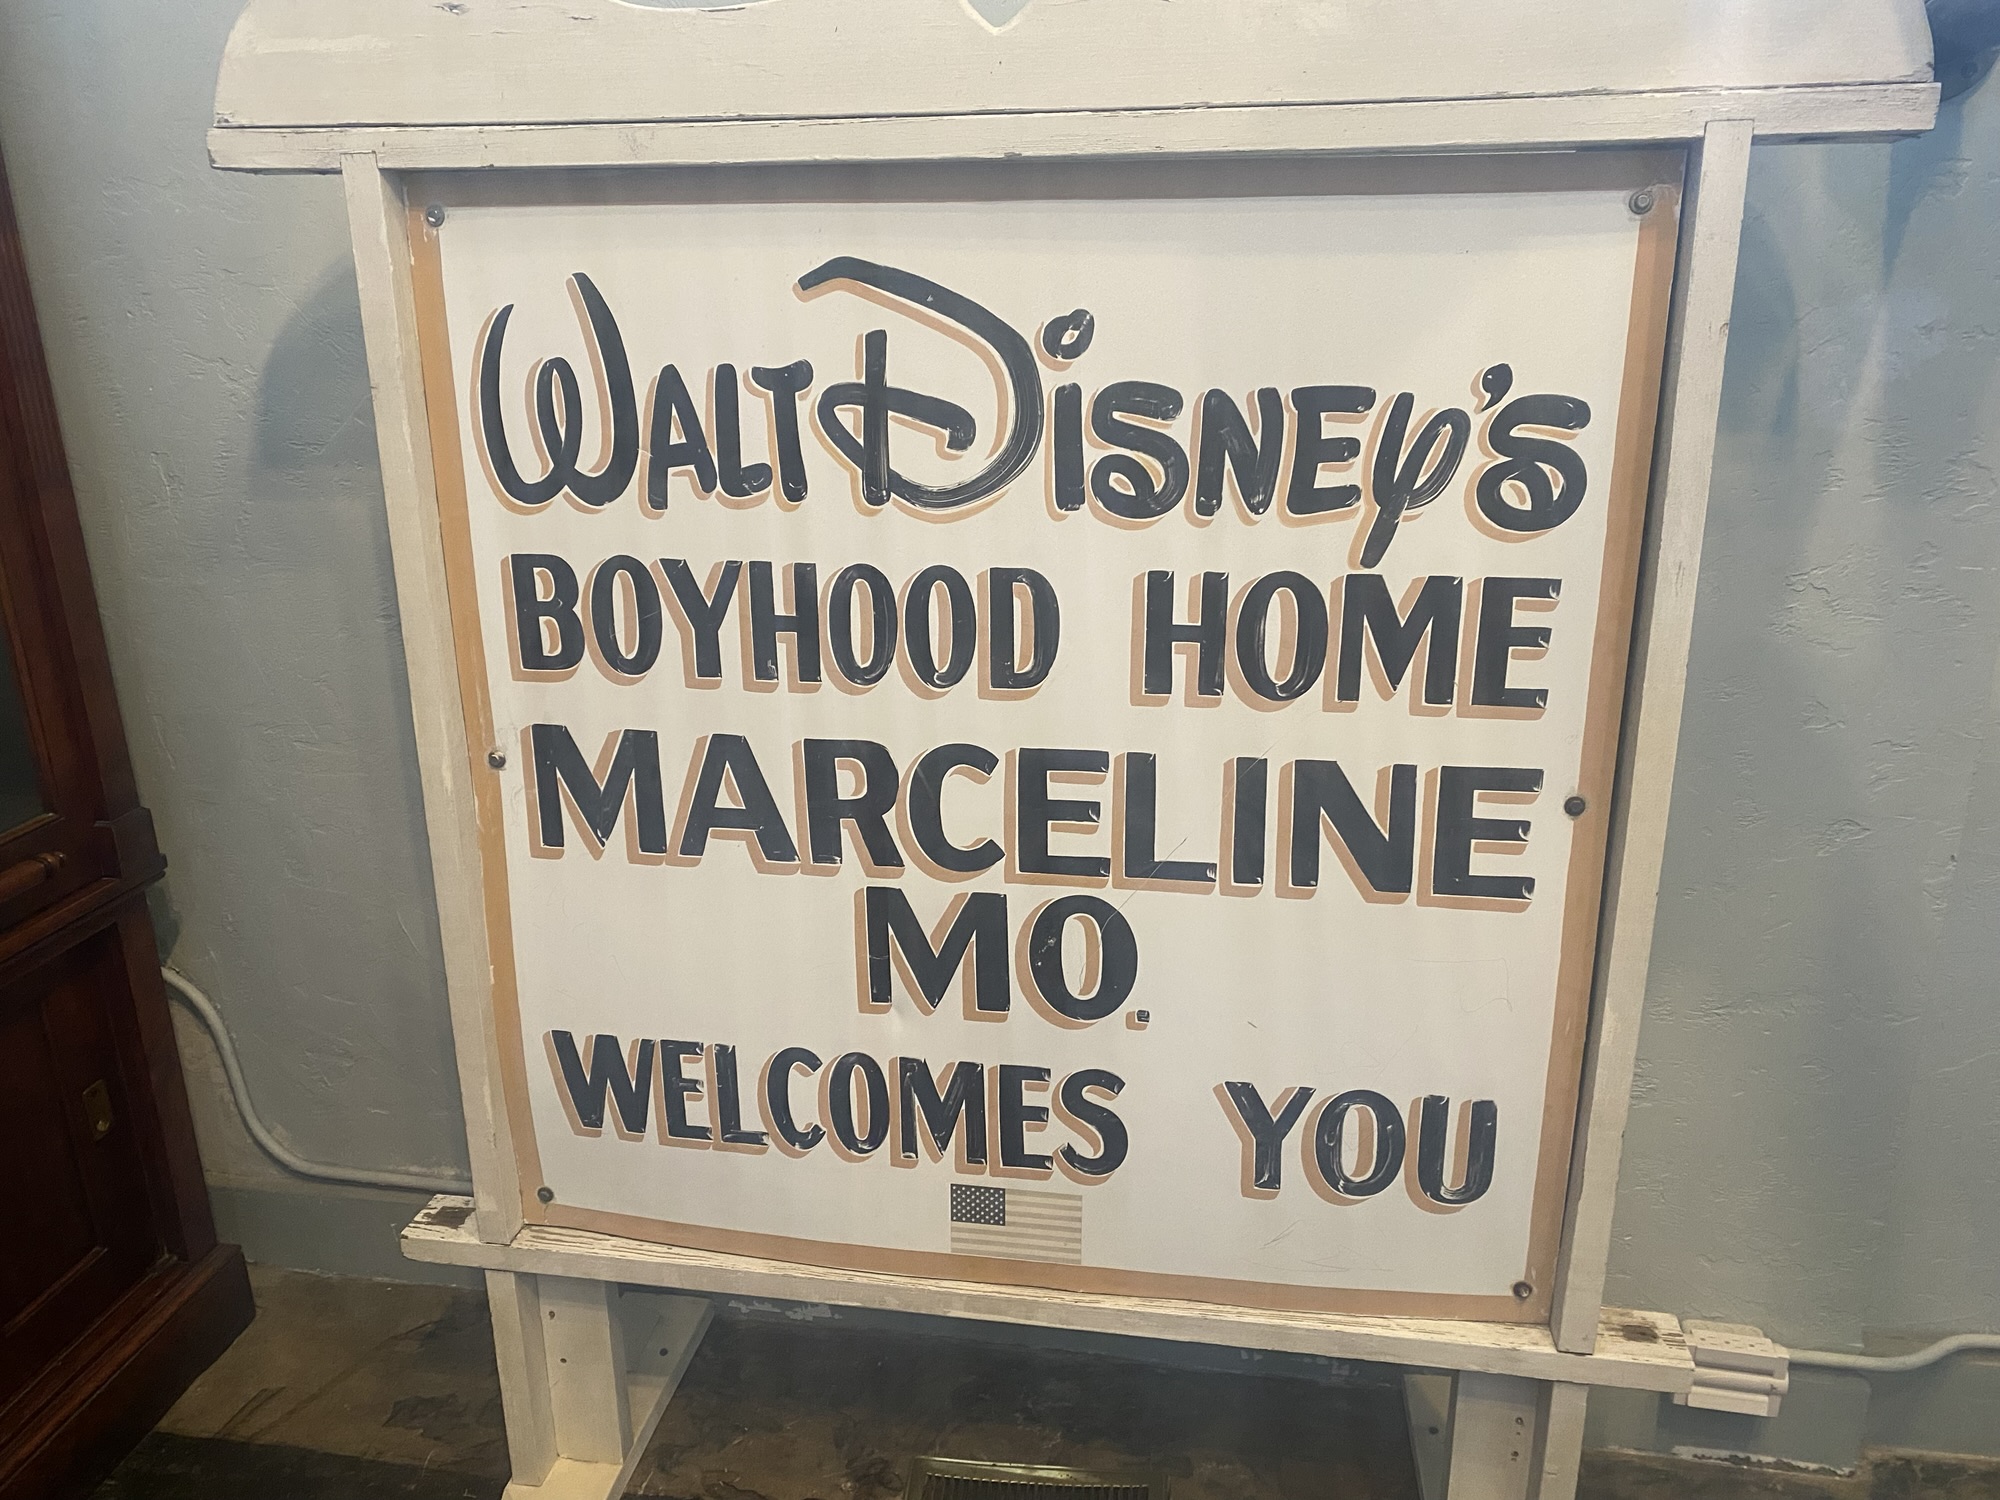 WALT DISNEY'S
BOYHOOD HOME
MARCELINE
MO.
WELCOMES YOU